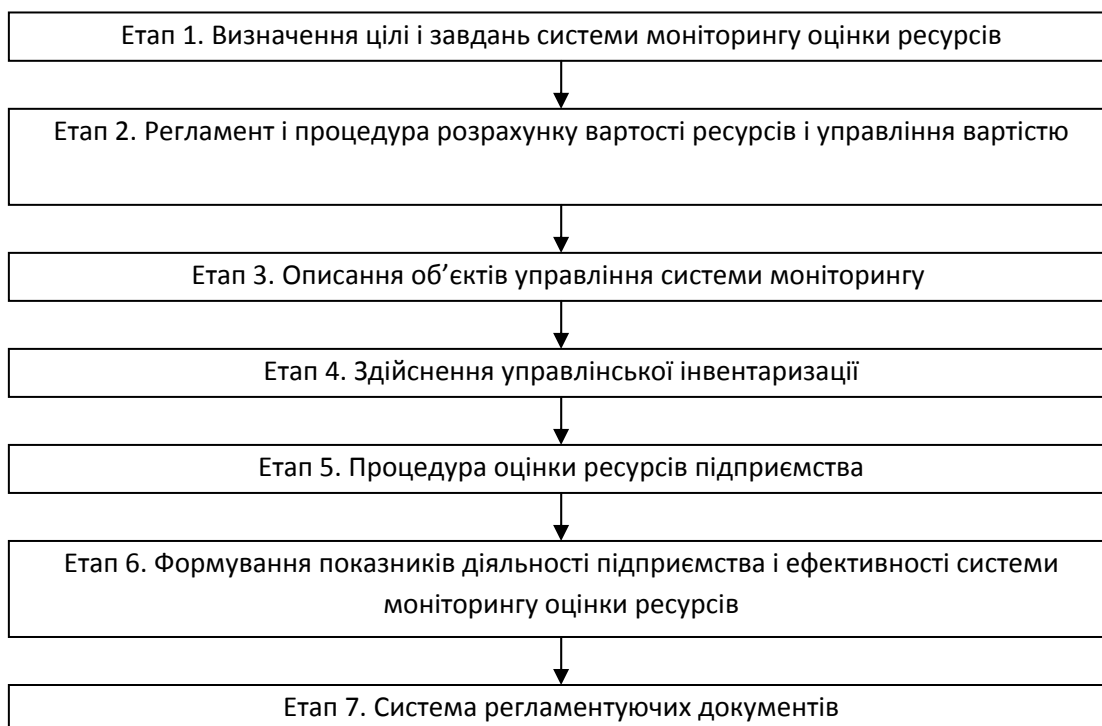 Етап 1. Визначення цілі і завдань системи моніторингу оцінки ресурсів
Етап 2. Регламент і процедура розрахунку вартості ресурсів і управління вартістю
Етап 3. Описання об’єктів управління системи моніторингу
Етап 4. Здійснення управлінської інвентаризації
Етап 5. Процедура оцінки ресурсів підприємства
Етап 6. Формування показників діяльності підприємства і ефективності системи
моніторингу оцінки ресурсів
Етап 7. Система регламентуючих документів